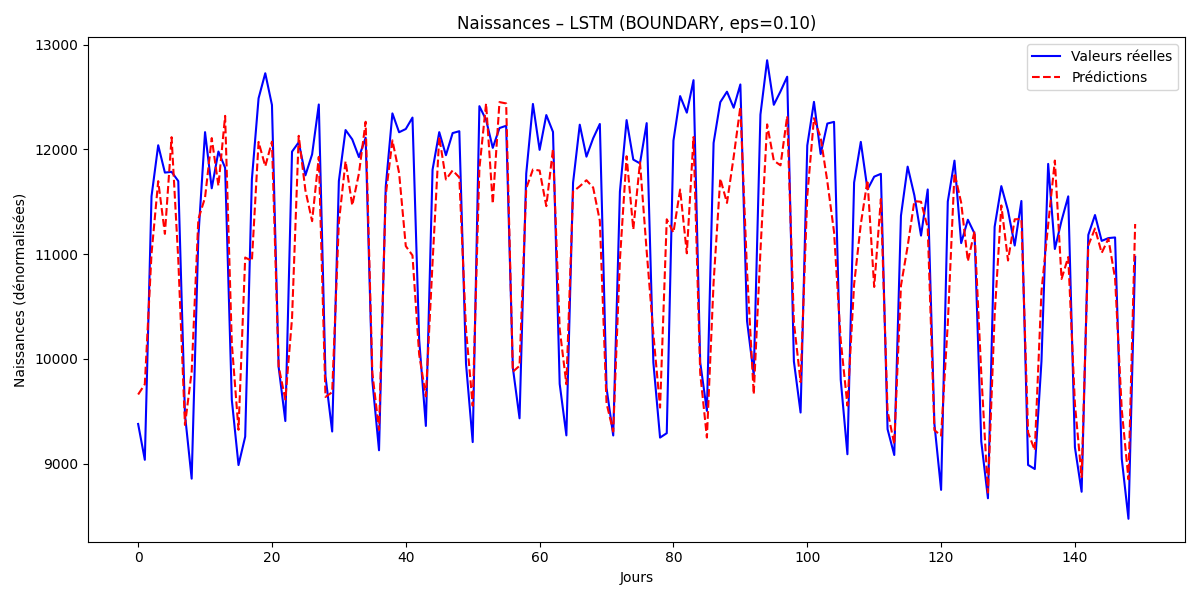 Naissances – LSTM (BOUNDARY, eps=0.10)
Valeurs réelles
Prédictions
Naissances (dénormalisées)
13000
12000
11000
10000
9000
0 20 40 60 80 100 120 140
Jours